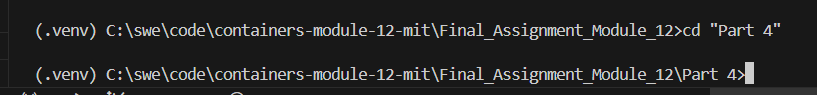 (.venv) C:\swe\code\containers-module-12-mit\Final_Assignment_Module_12>cd "Part 4"
(.venv) C:\swe\code\containers-module-12-mit\Final_Assignment_Module_12\Part 4>